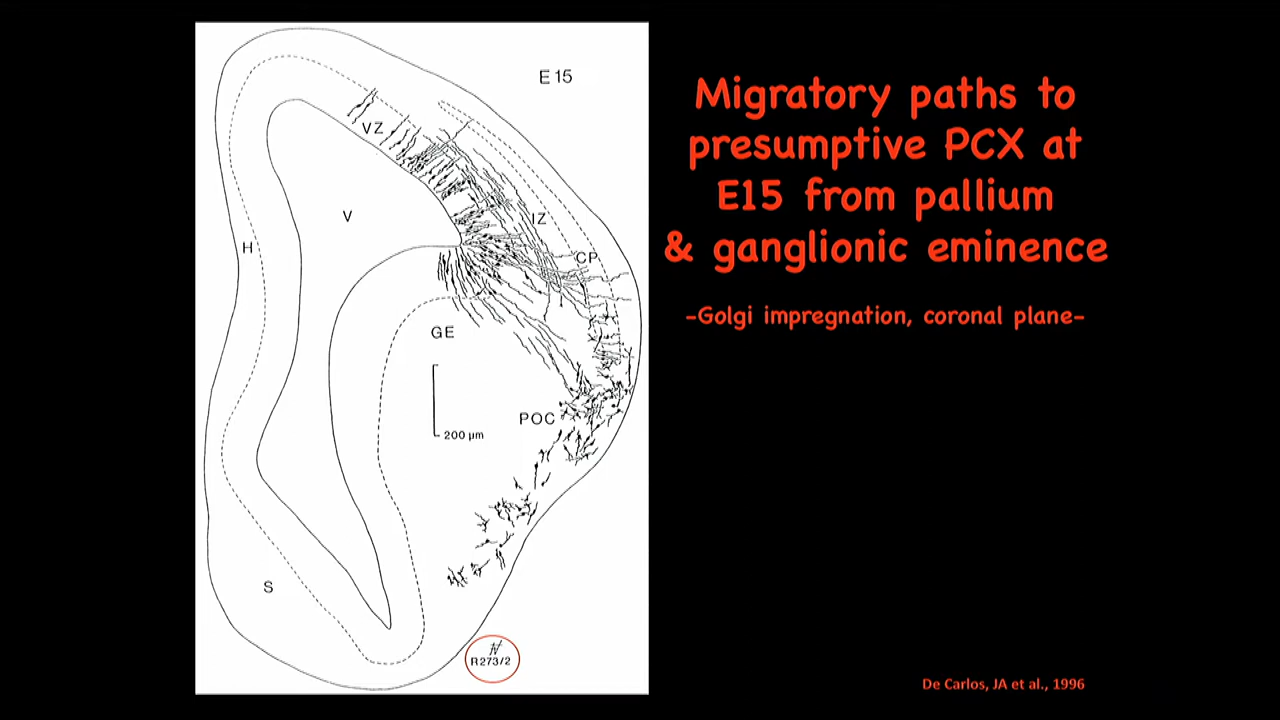 E15
VZ
V
IZ
H
CP
GE
POC
200 µm
S
N
R273/2
Migratory paths to
presumptive PCX at
E15 from pallium
& ganglionic eminence
-Golgi impregnation, coronal plane-
De Carlos, JA et al., 1996